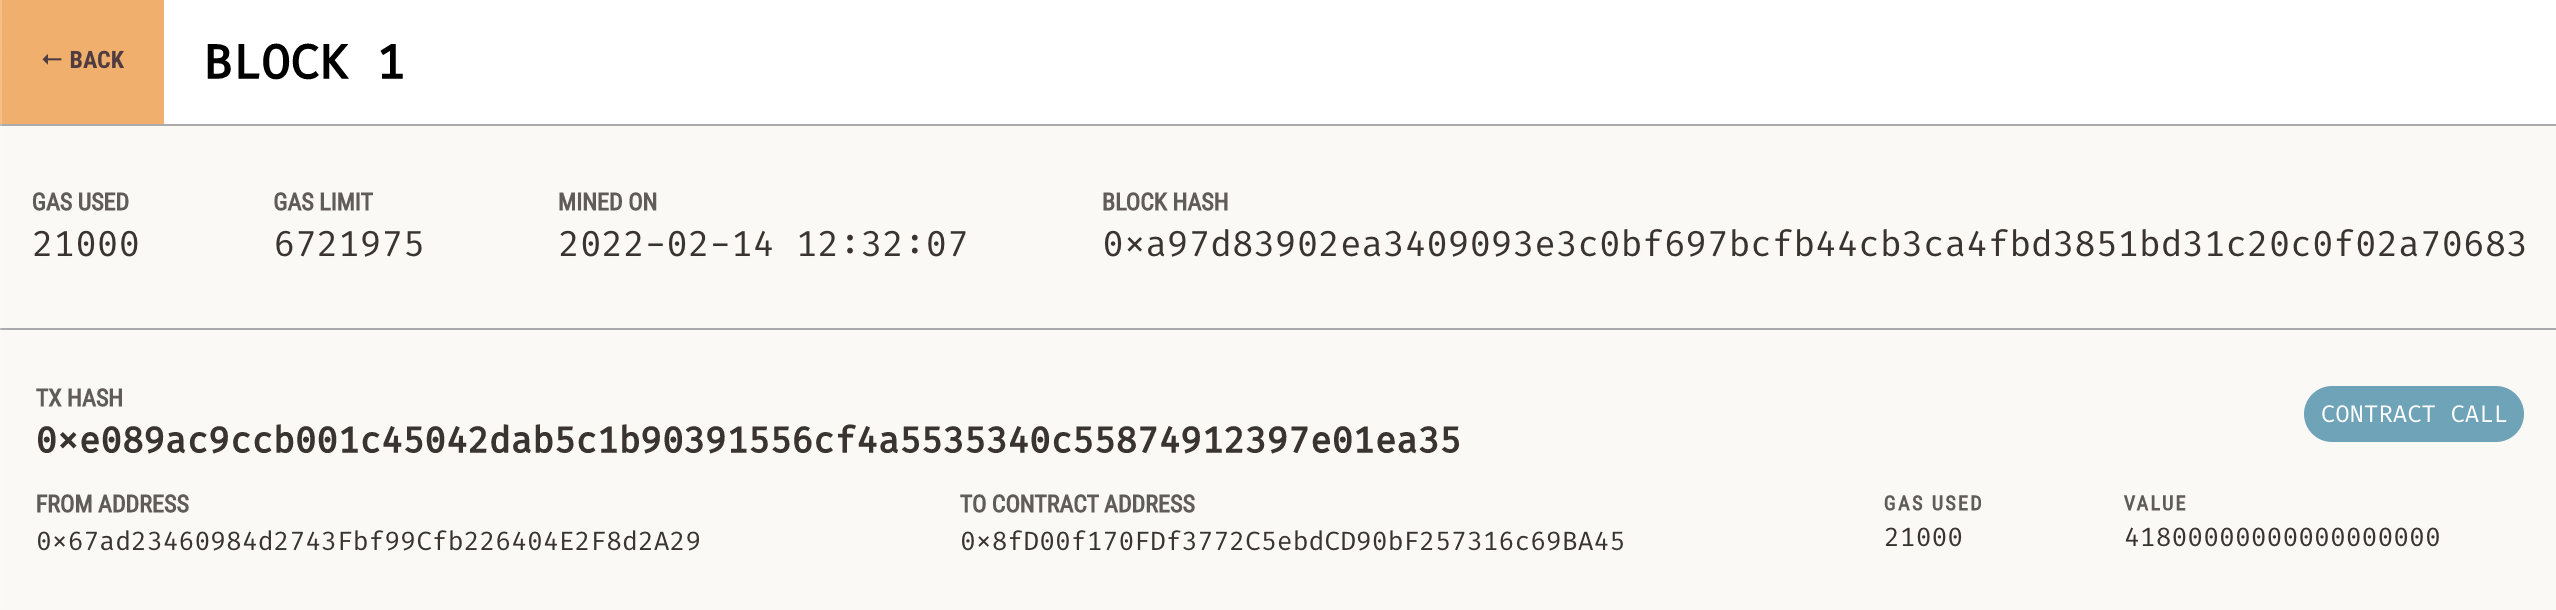 ← BACK
BLOCK 1
GAS USED
21000
GAS LIMIT
6721975
MINED ON
2022-02-14 12:32:07
BLOCK HASH
0×a97d83902ea3409093e3c0bf697bcfb44cb3ca4fbd3851bd31c20c0f02a70683
TX HASH
0×e089ac9ccb001c45042dab5c1b90391556cf4a5535340c55874912397e01ea35
CONTRACT CALL
FROM ADDRESS
0×67ad23460984d2743Fbf99Cfb226404E2F8d2A29
TO CONTRACT ADDRESS
0×8fD00f170FDf3772C5ebdCD90bF257316c69BA45
GAS USED
21000
VALUE
41800000000000000000